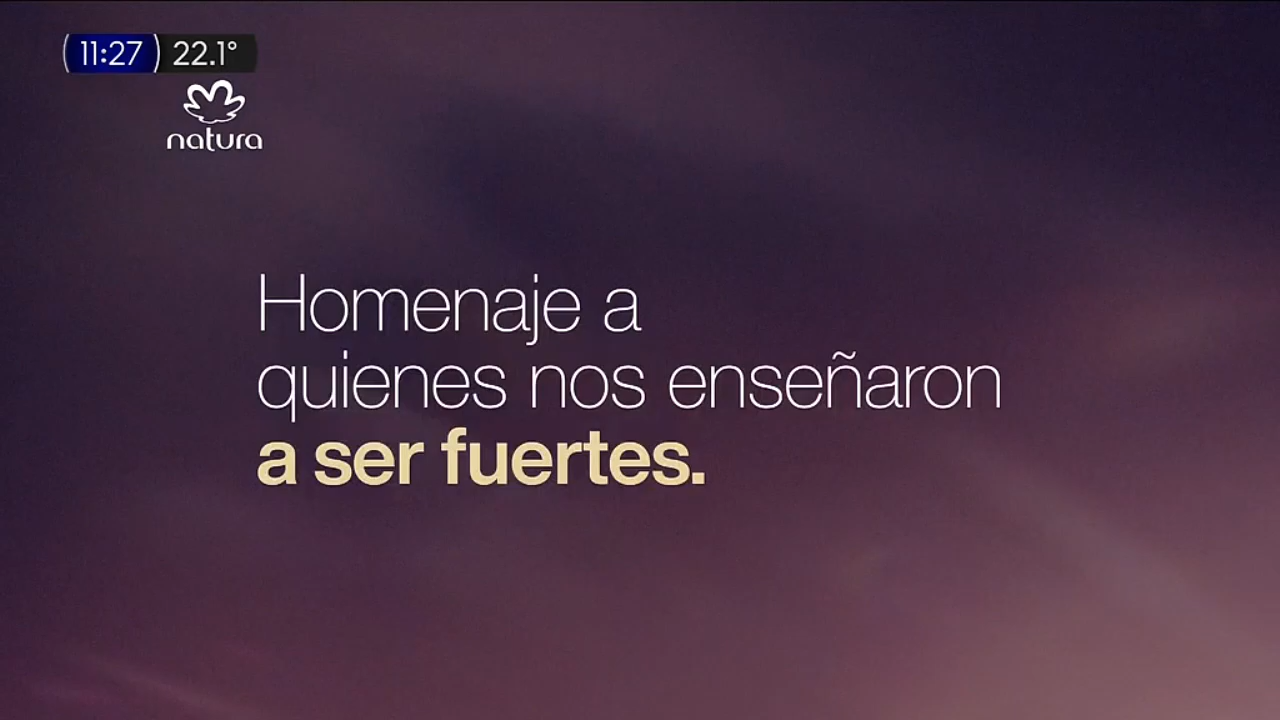 11:27 22.1°
natura
Homenaje a
quienes nos enseñaron
a ser fuertes.